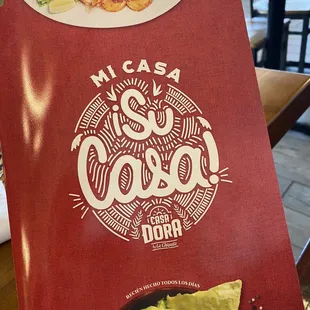 MI CASA
¡Su
Casa!
CASA
DORA
RECIÉN HECHO TODOS LOS DÍAS